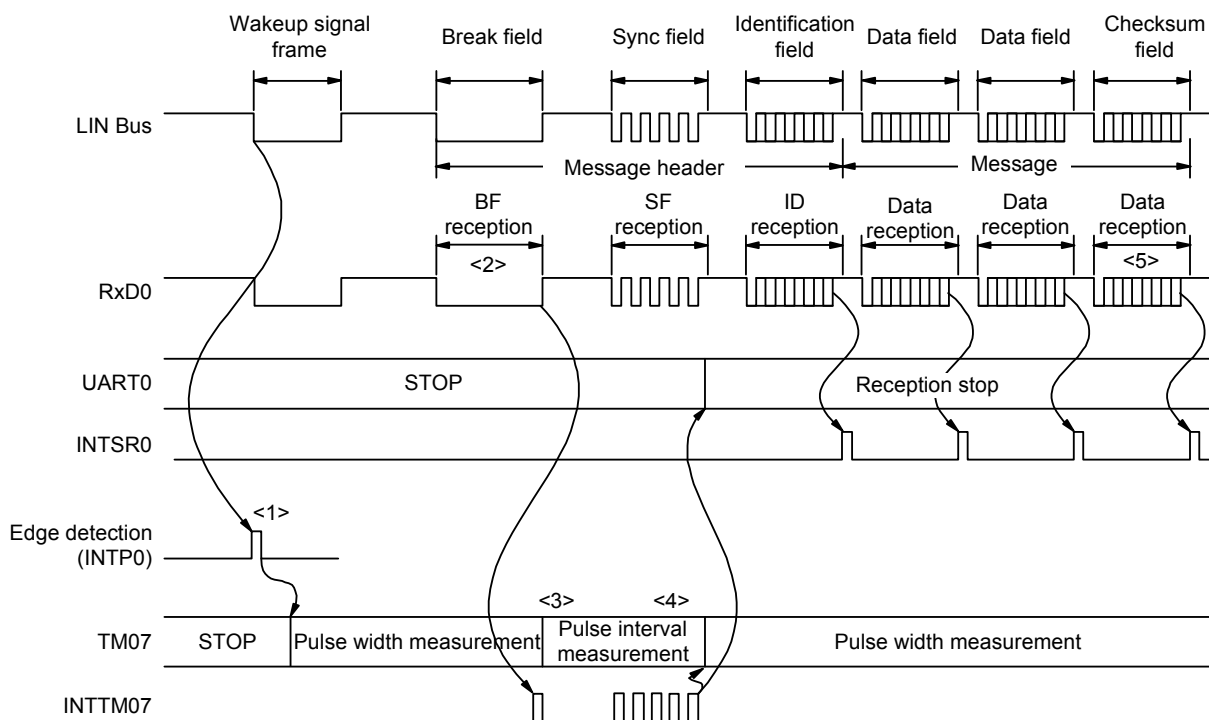 Wakeup signal
frame
Break field
Sync field
Identification
field
Data field
Data field
Checksum
field
LIN Bus
Message header
Message
BF
reception
SF
reception
ID
reception
Data
reception
Data
reception
Data
reception
<2>
<5>
RxD0
UART0
STOP
Reception stop
INTSR0
<1>
Edge detection
(INTP0)
<3>
<4>
TM07
STOP
Pulse width measurement
Pulse interval
measurement
Pulse width measurement
INTTM07